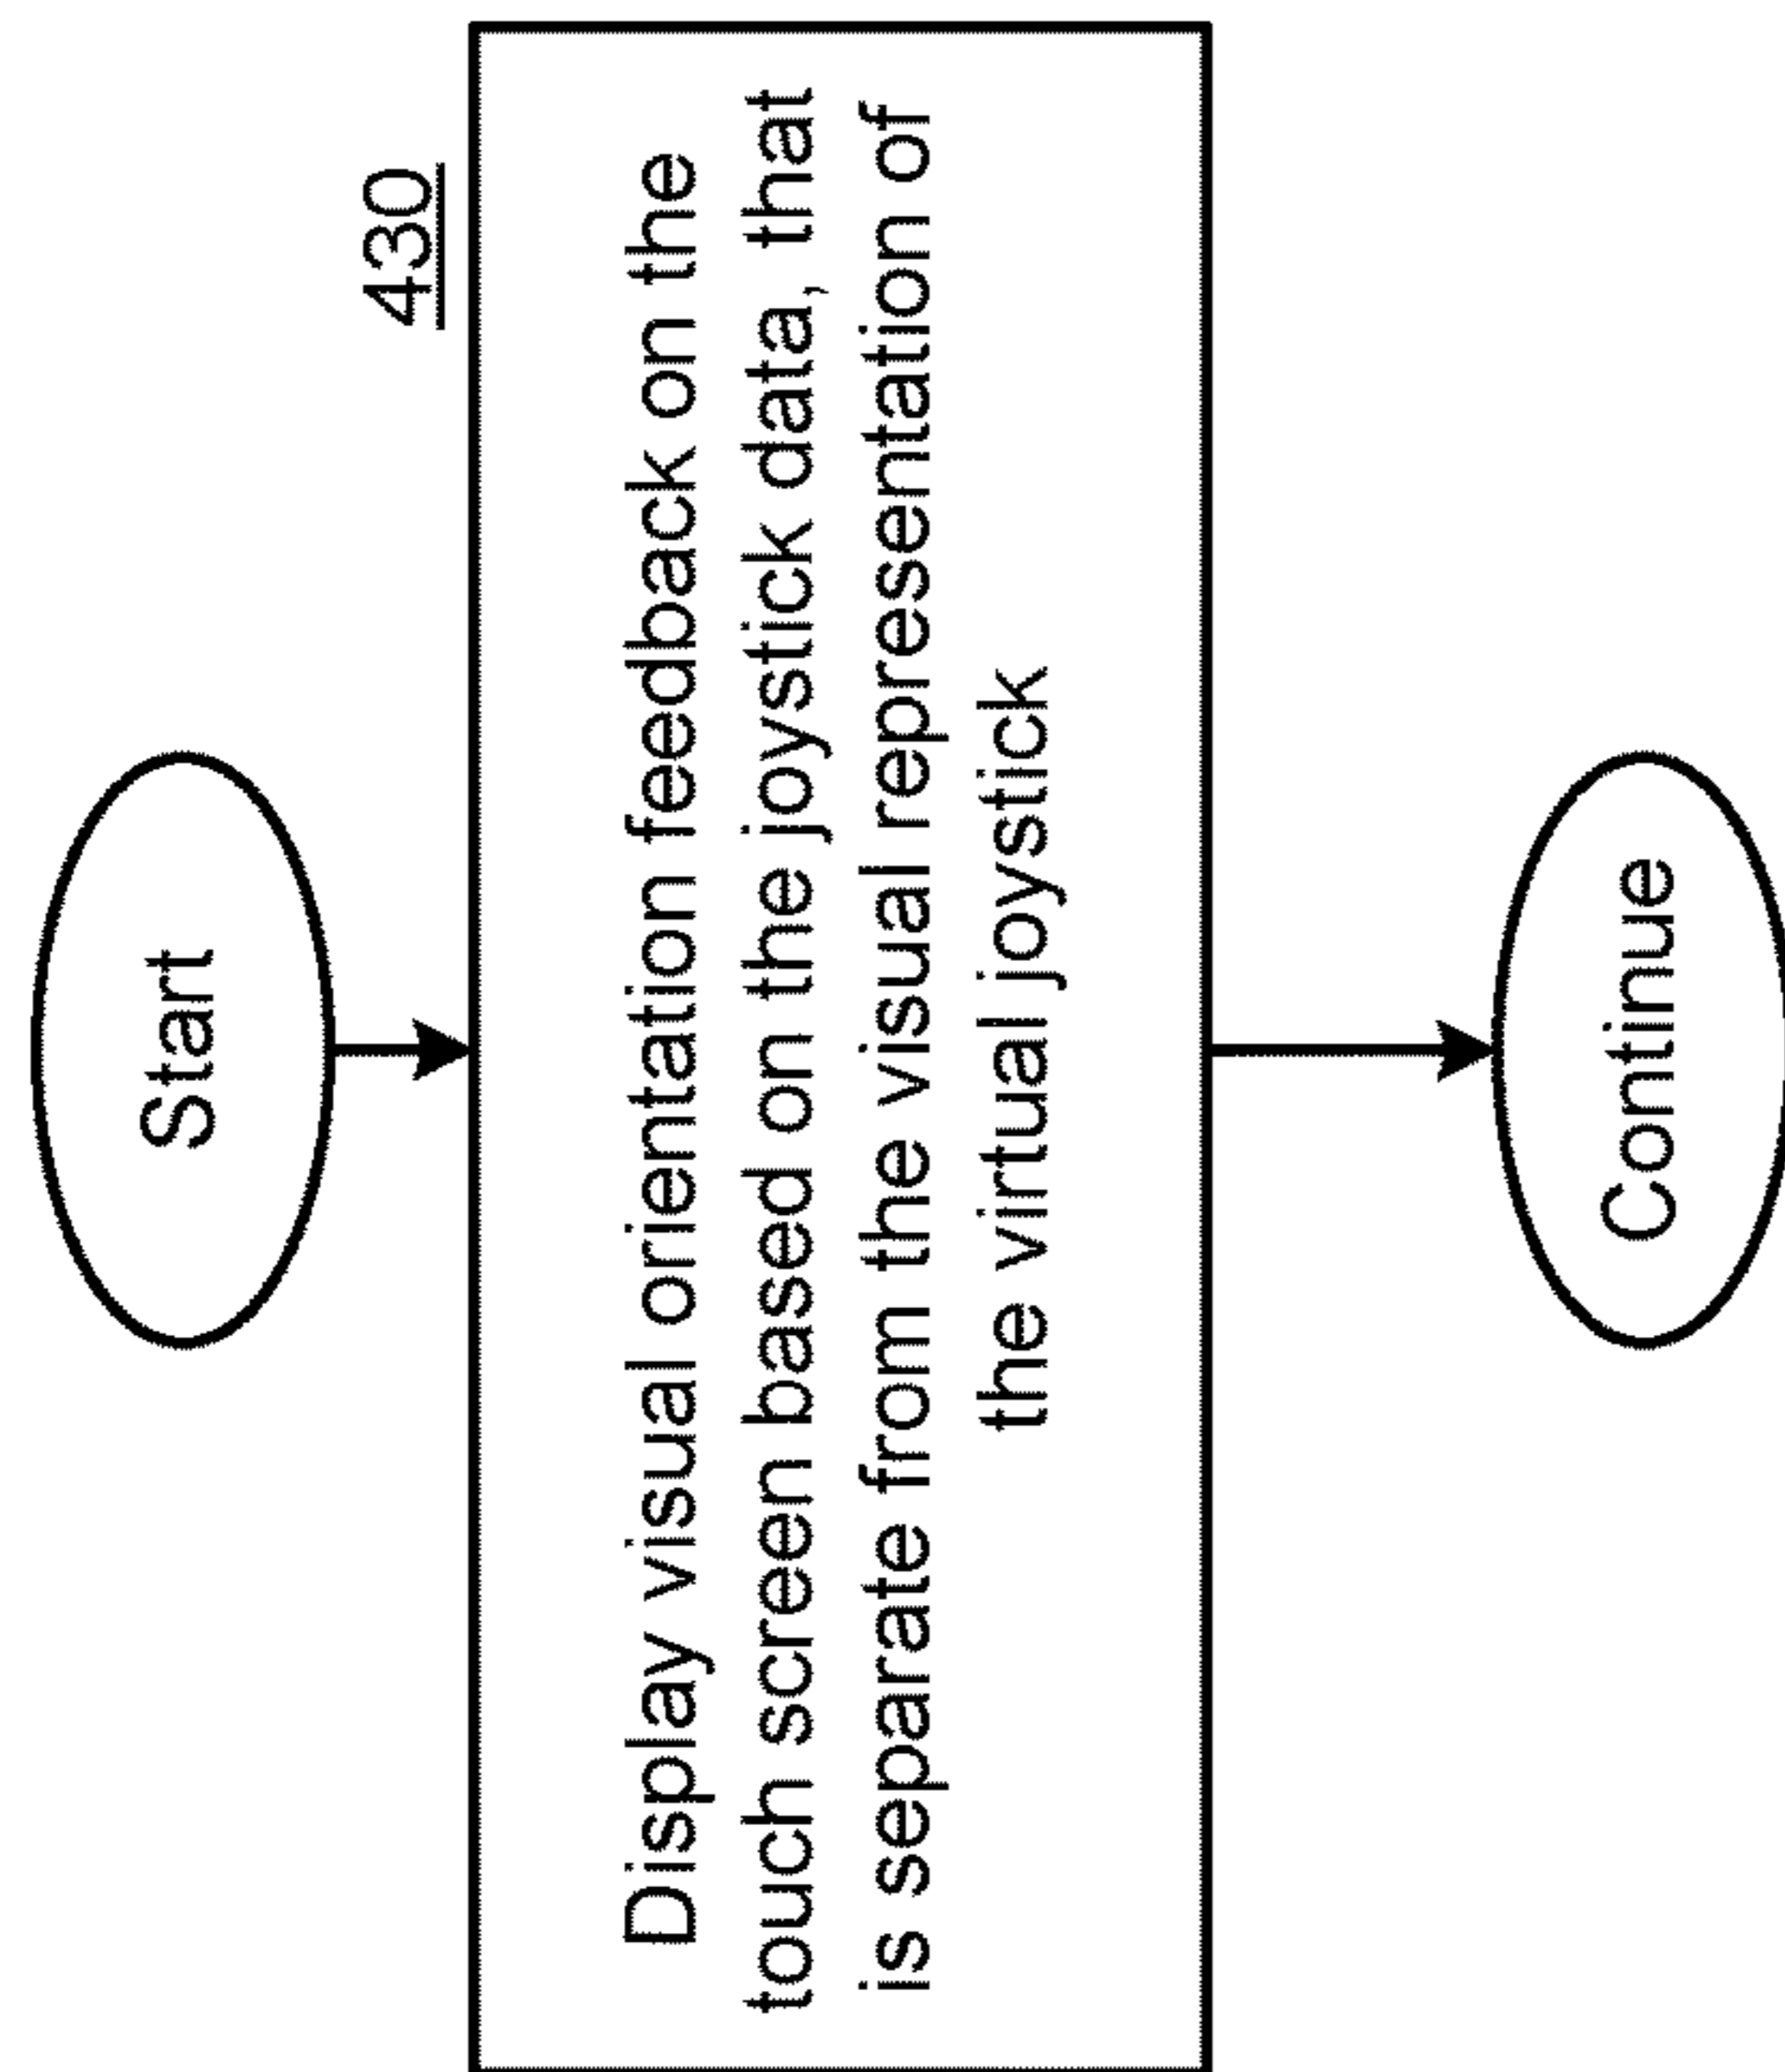 Start
430
Display visual orientation feedback on the
touch screen based on the joystick data, that
is separate from the visual representation of
the virtual joystick
Continue